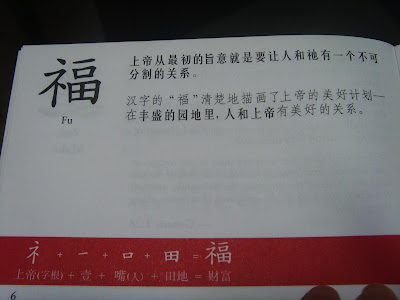 福
Fu
上帝从最初的旨意就是要让人和祂有一个不可
分割的关系。
汉字的“福”清楚地描画了上帝的美好计划—
在丰盛的园地里,人和上帝有美好的关系。
礻 + 一 + 口 + 田 = 福
上帝(字根) + 壹 + 嘴(人) + 田地 = 财富
6